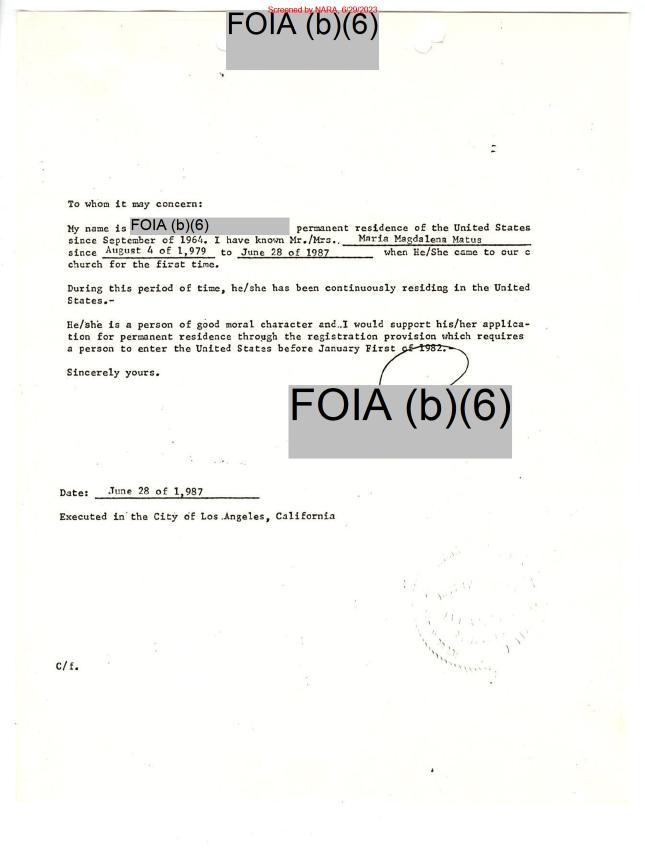 Screened by NARA, 6/29/2023
FOIA (b)(6)
To whom it may concern:
My name is FOIA (b)(6) permanent residence of the United States
since September of 1964. I have known Mr./Mrs.. Maria Magdalena Matus
since August 4 of 1,979 to June 28 of 1987 when He/She came to our c
church for the first time.
During this period of time, he/she has been continuously residing in the United
States.-
He/she is a person of good moral character and..I would support his/her applica-
tion for permanent residence through the registration provision which requires
a person to enter the United States before January First of 1982.-
Sincerely yours.
FOIA (b)(6)
Date: June 28 of 1,987
Executed in the City of Los Angeles, California
C/f.